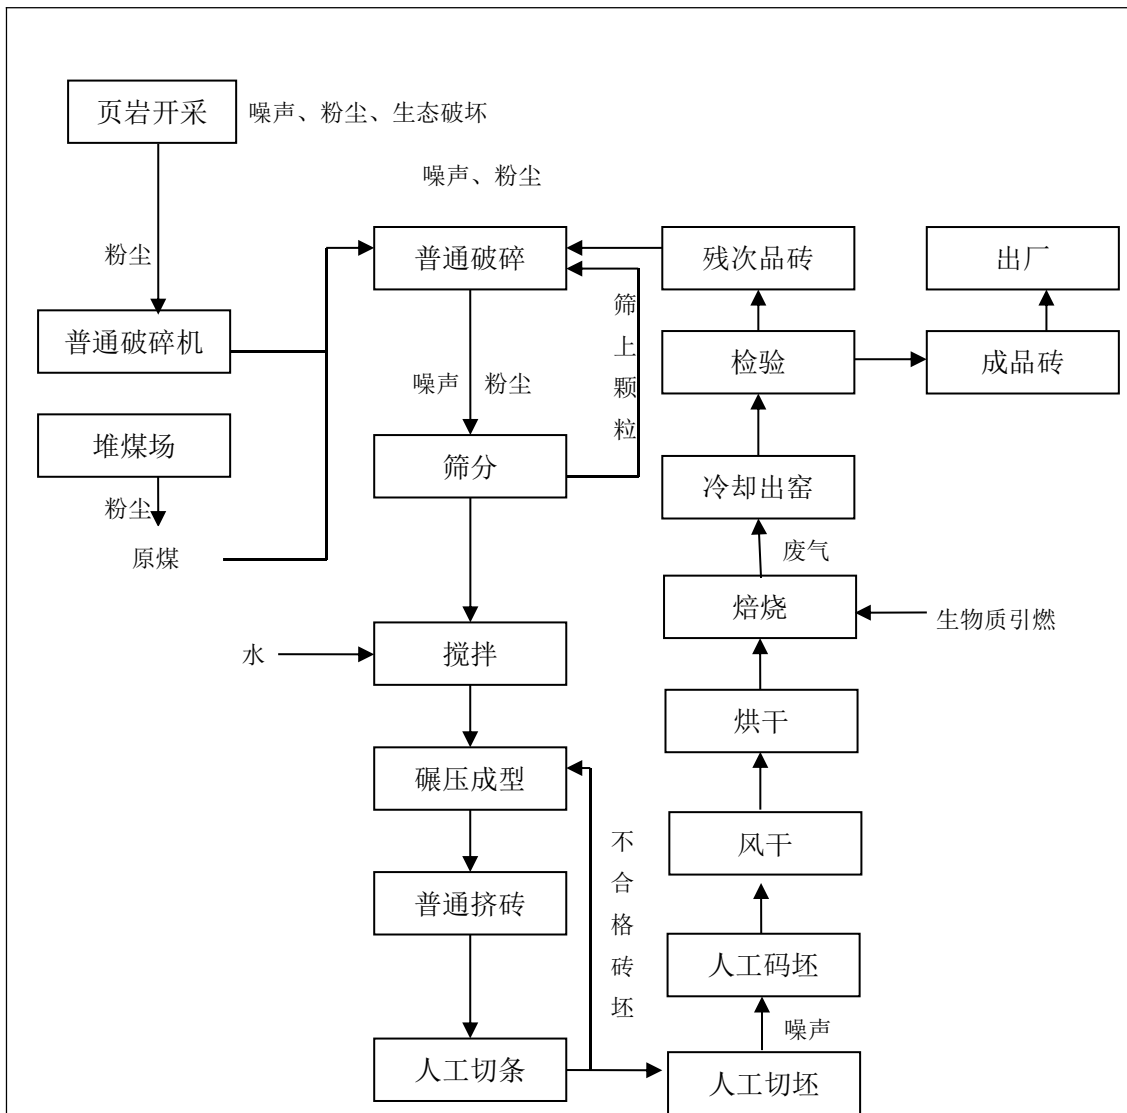 页岩开采
噪声、粉尘、生态破坏
噪声、粉尘
粉尘
普通破碎
残次品砖
出厂
普通破碎机
筛上颗粒
检验
成品砖
噪声
粉尘
堆煤场
筛分
冷却出窑
粉尘
原煤
废气
焙烧
生物质引燃
水
搅拌
烘干
碾压成型
不合格砖坯
风干
普通挤砖
人工码坯
噪声
人工切条
人工切坯